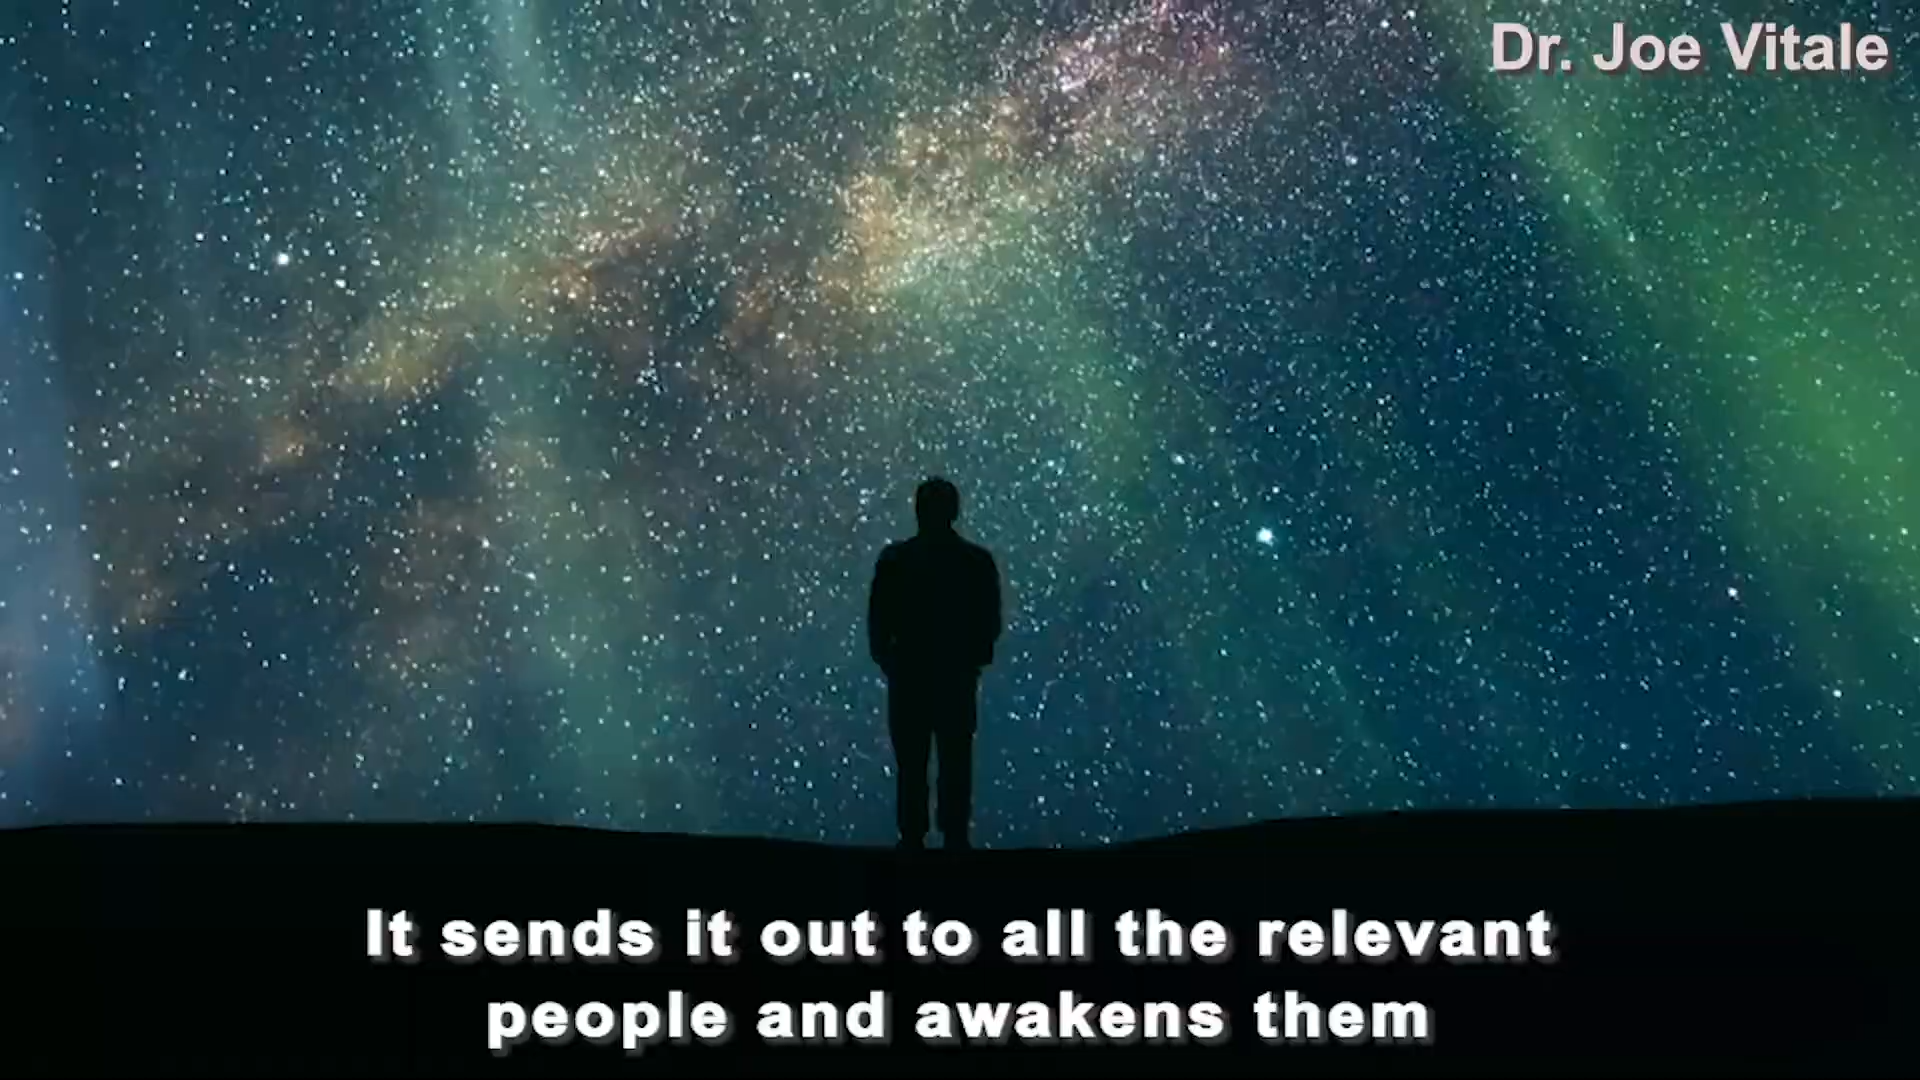 Dr. Joe Vitale
It sends it out to all the relevant
people and awakens them